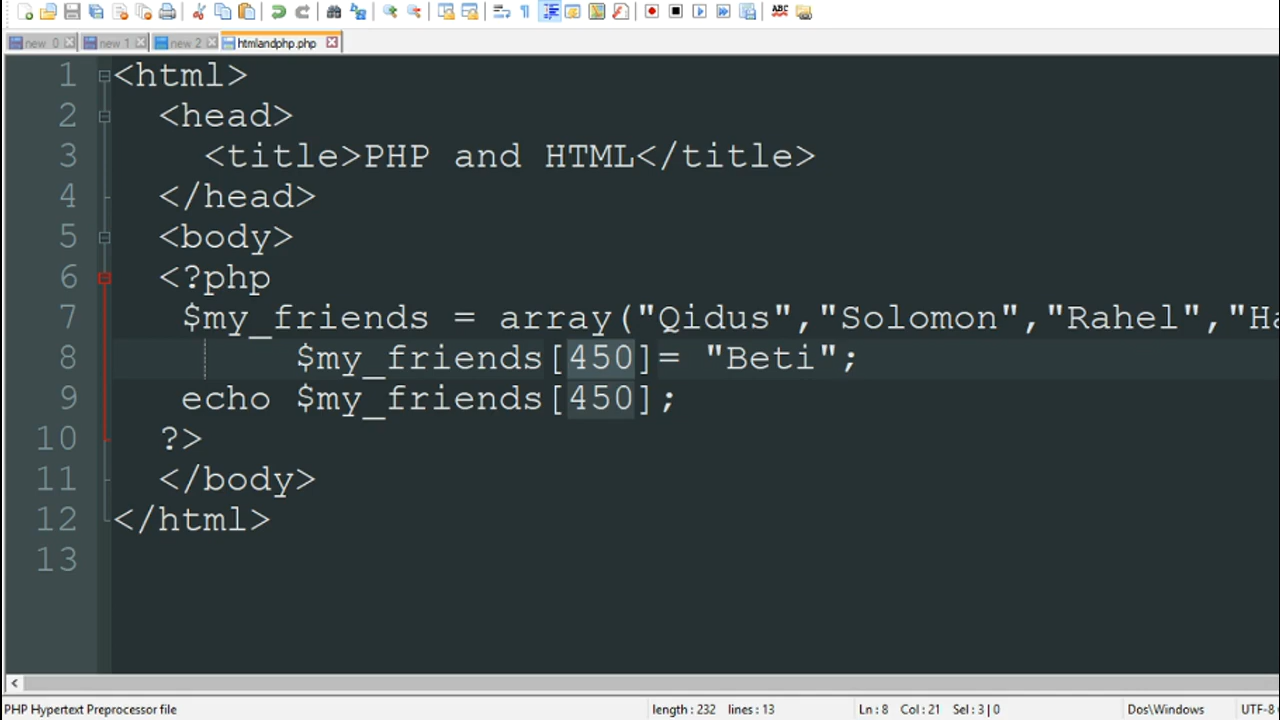 new 0 new 1 new 2 htmlandphp.php
1 <html>
2 <head>
3 <title>PHP and HTML</title>
4 </head>
5 <body>
6 <?php
7 $my_friends = array("Qidus","Solomon","Rahel","Ha
8 $my_friends[450]= "Beti";
9 echo $my_friends[450];
10 ?>
11 </body>
12 </html>
13
PHP Hypertext Preprocessor file length : 232 lines : 13 Ln : 8 Col : 21 Sel : 3 | 0 Dos\Windows UTF-8